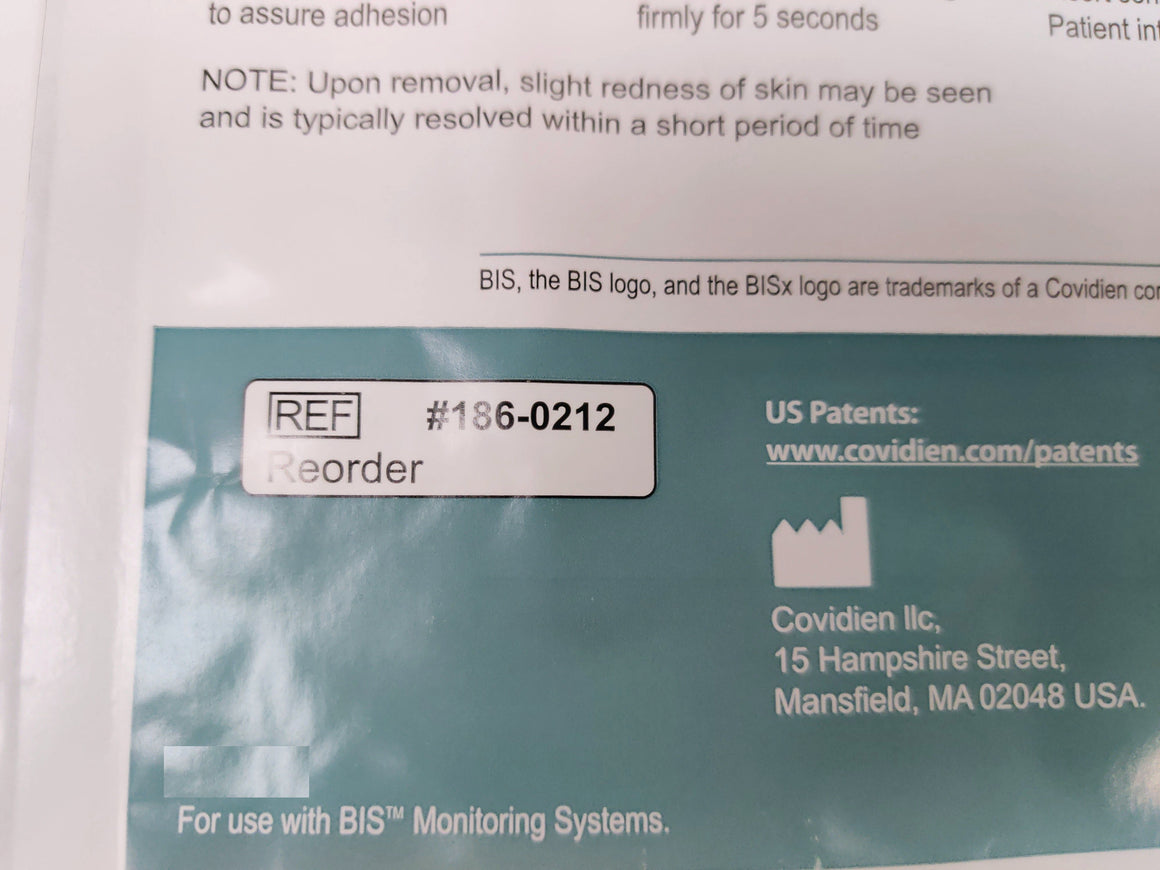 to assure adhesion
firmly for 5 seconds
Patient
NOTE: Upon removal, slight redness of skin may be seen
and is typically resolved within a short period of time
BIS, the BIS logo, and the BISx logo are trademarks of a Covidien
REF #186-0212
Reorder
US Patents:
www.covidien.com/patents
Covidien llc,
15 Hampshire Street,
Mansfield, MA 02048 USA.
For use with BIS™ Monitoring Systems.